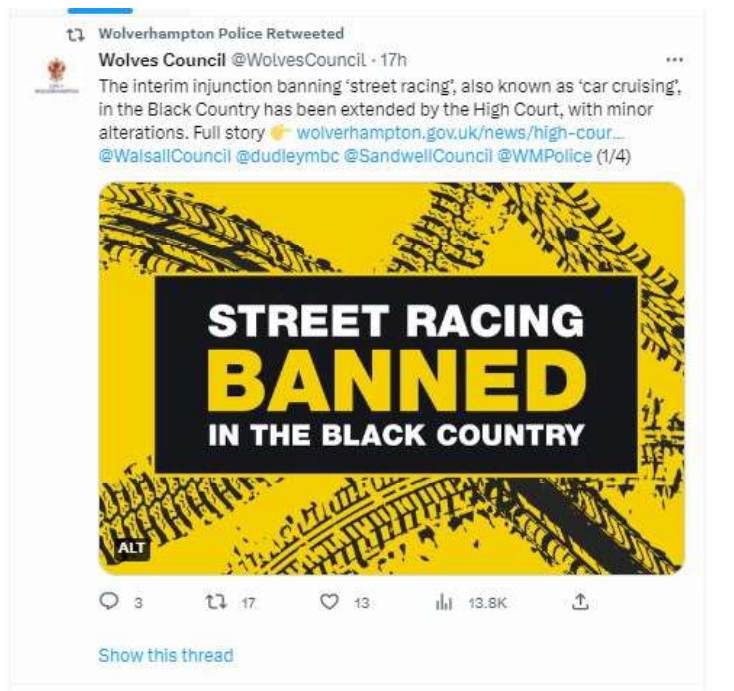 Wolverhampton Police Retweeted
Wolves Council @WolvesCouncil · 17h
The interim injunction banning ‘street racing’, also known as ‘car cruising’,
in the Black Country has been extended by the High Court, with minor
alterations. Full story 👉 wolverhampton.gov.uk/news/high-cour...
@WalsallCouncil @dudleymbc @SandwellCouncil @WMPolice (1/4)
STREET RACING
BANNED
IN THE BLACK COUNTRY
ALT
3 17 13 13.8K
Show this thread